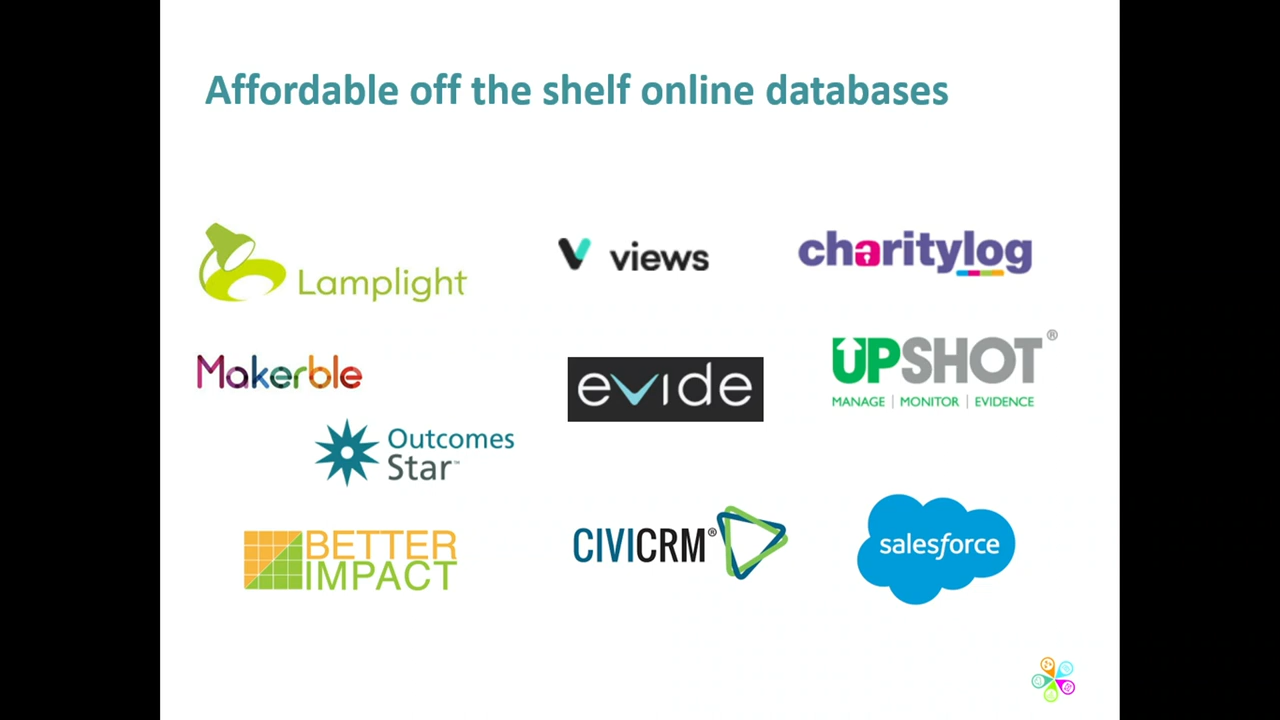 Affordable off the shelf online databases
Lamplight
views
charitylog
Makerble
evide
UPSHOT®
MANAGE | MONITOR | EVIDENCE
Outcomes
Star™
BETTER
IMPACT
CIVICRM®
salesforce